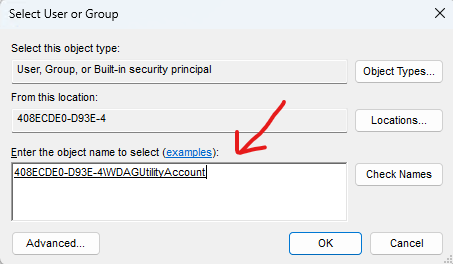 Select User or Group
Select this object type:
User, Group, or Built-in security principal
Object Types...
From this location:
408ECDE0-D93E-4
Locations...
Enter the object name to select (examples):
408ECDE0-D93E-4\WDAGUtilityAccount
Check Names
Advanced...
OK
Cancel